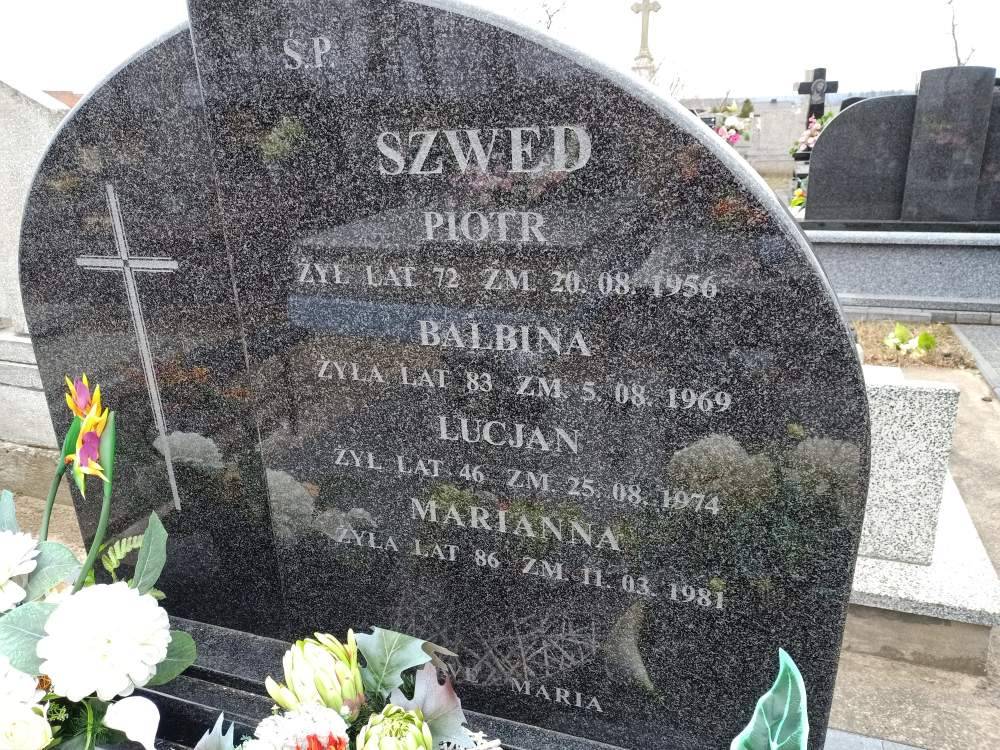 Ś.P.
SZWED
PIOTR
ŻYŁ LAT 72 ZM. 20. 08. 1956
BALBINA
ŻYŁA LAT 83 ZM. 5. 08. 1969
LUCJAN
ŻYŁ LAT 46 ZM. 25. 08. 1974
MARIANNA
ŻYŁA LAT 86 ZM. 11. 03. 1981
MARIA